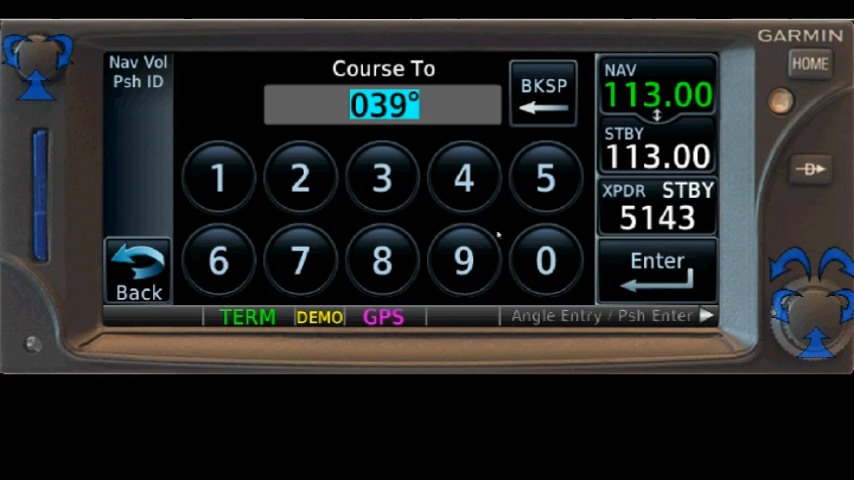 GARMIN
Nav Vol
Psh ID
Course To
039°
BKSP
NAV
113.00
STBY
113.00
XPDR STBY
5143
HOME
D
1 2 3 4 5
6 7 8 9 0
Back
Enter
TERM DEMO GPS Angle Entry / Psh Enter